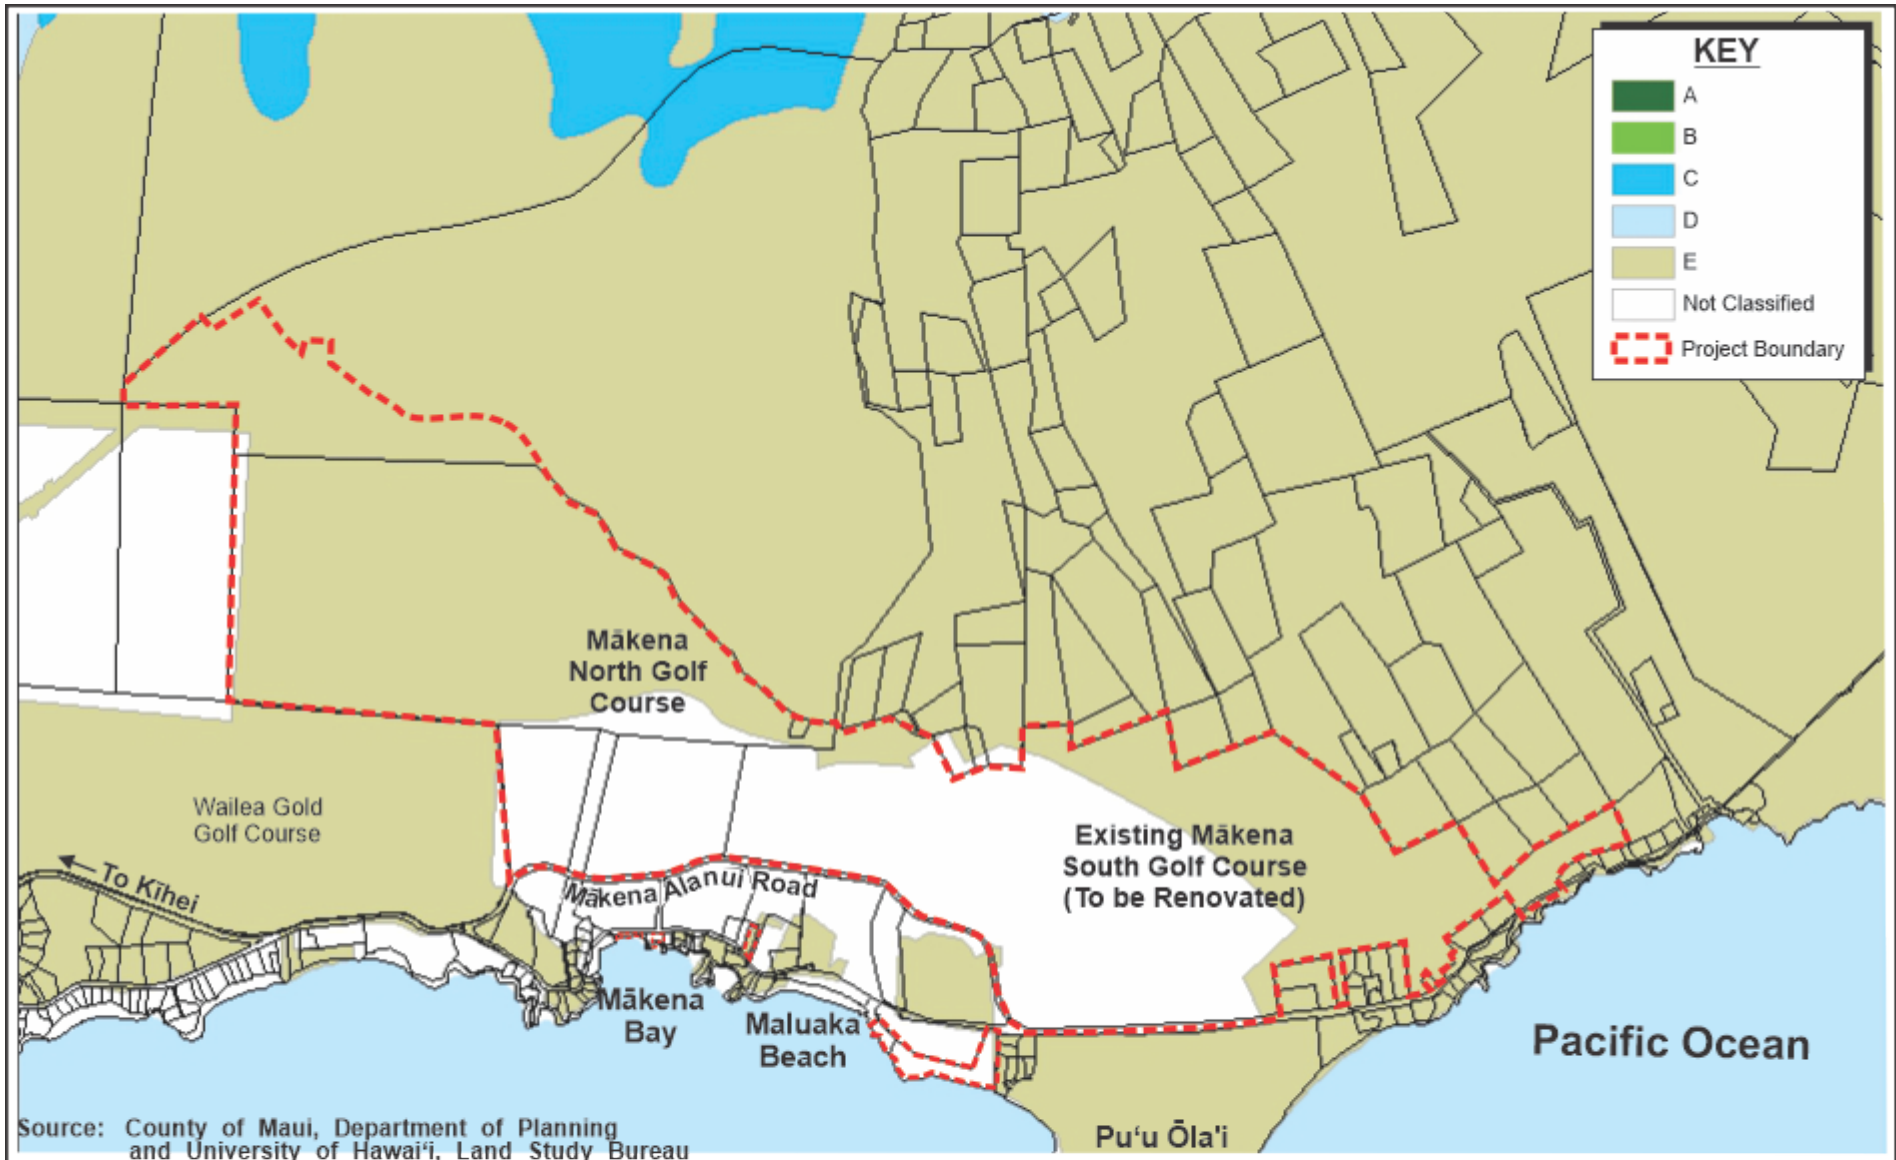 KEY
A
B
C
D
E
Not Classified
Project Boundary
Mākena
North Golf
Course
Wailea Gold
Golf Course
Existing Mākena
South Golf Course
(To be Renovated)
To Kīhei
Mākena Alanui Road
Mākena
Bay
Maluaka
Beach
Pacific Ocean
Pu‘u Ōla'i
Source: County of Maui, Department of Planning
and University of Hawai‘i, Land Study Bureau